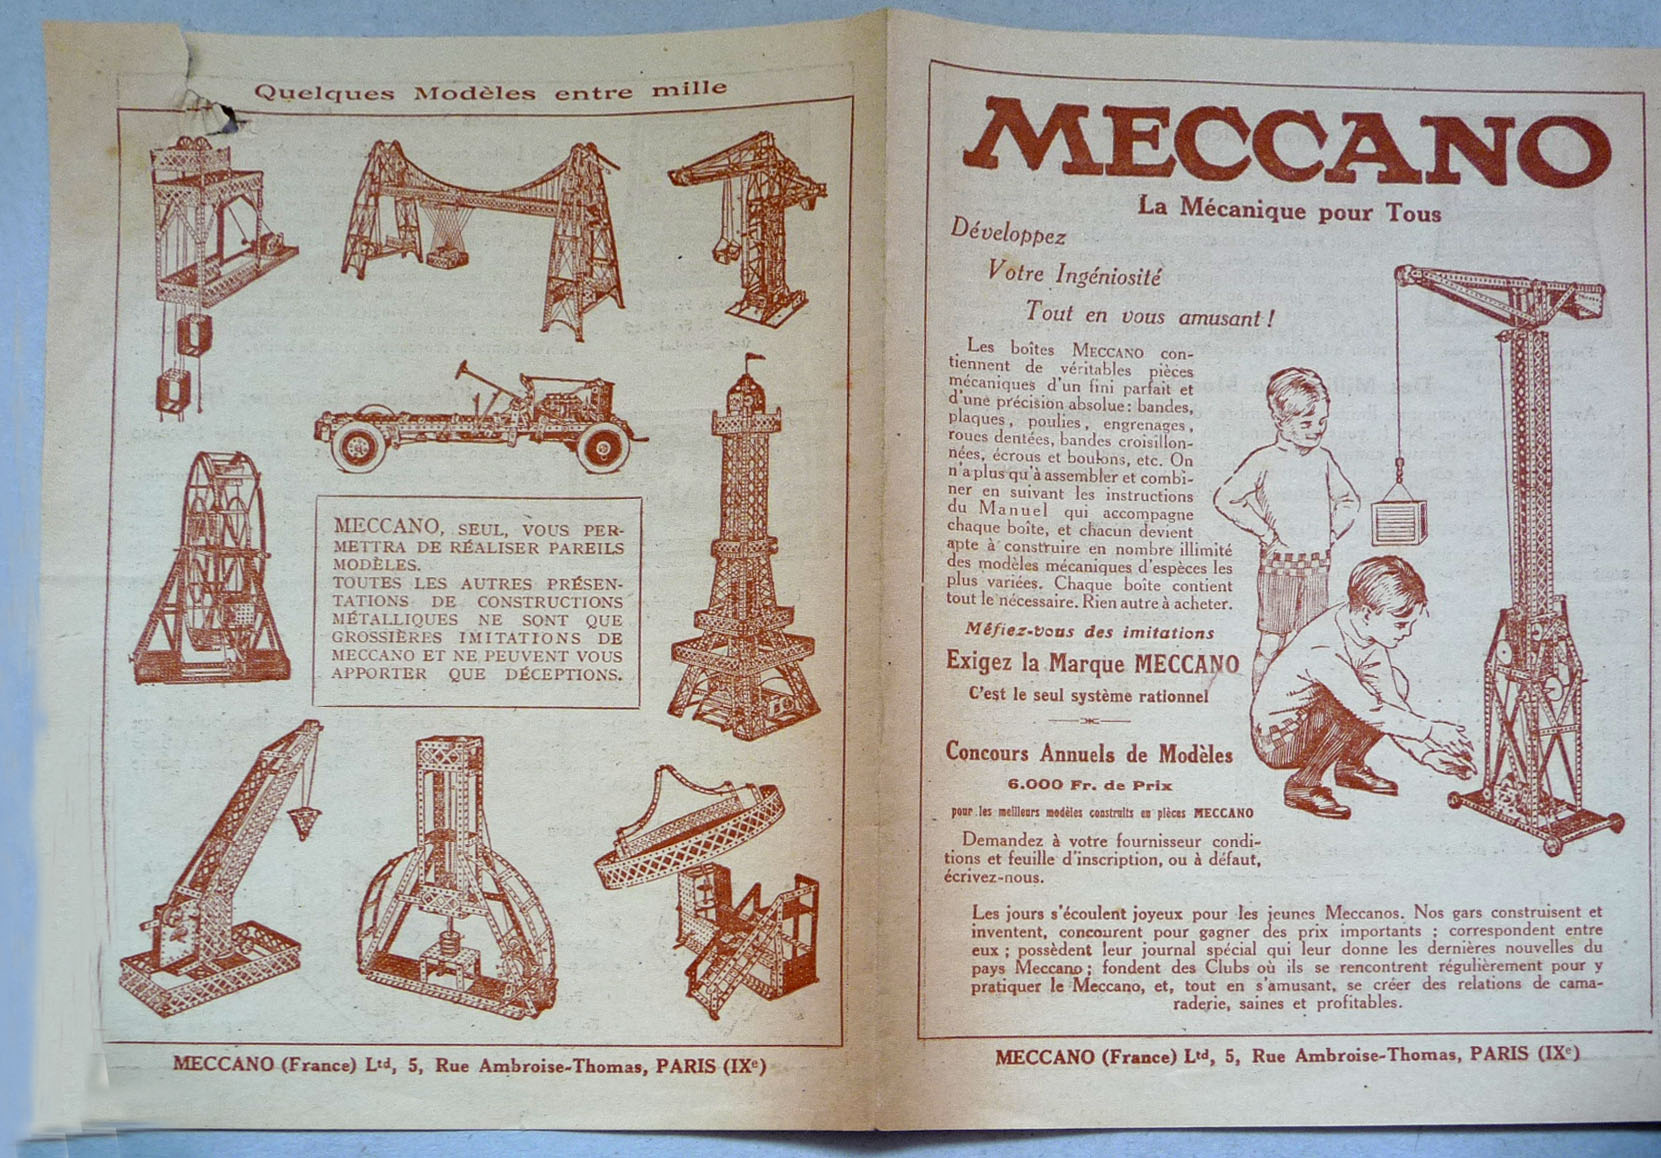 Quelques Modèles entre mille
MECCANO, SEUL, VOUS PER-
METTRA DE RÉALISER PAREILS
MODÈLES.
TOUTES LES AUTRES PRÉSEN-
TATIONS DE CONSTRUCTIONS
MÉTALLIQUES NE SONT QUE
GROSSIÈRES IMITATIONS DE
MECCANO ET NE PEUVENT VOUS
APPORTER QUE DÉCEPTIONS.
MECCANO (France) Ltd, 5, Rue Ambroise-Thomas, PARIS (IXe)
MECCANO
La Mécanique pour Tous
Développez
Votre Ingéniosité
Tout en vous amusant !
Les boîtes MECCANO con-
tiennent de véritables pièces
mécaniques d'un fini parfait et
d'une précision absolue : bandes,
plaques, poulies, engrenages,
roues dentées, bandes croisillon-
nées, écrous et boulons, etc. On
n'a plus qu'à assembler et combi-
ner en suivant les instructions
du Manuel qui accompagne
chaque boîte, et chacun devient
apte à construire en nombre illimité
des modèles mécaniques d'espèces les
plus variées. Chaque boîte contient
tout le nécessaire. Rien autre à acheter.
Méfiez-vous des imitations
Exigez la Marque MECCANO
C'est le seul système rationnel
Concours Annuels de Modèles
6.000 Fr. de Prix
pour les meilleurs modèles construits en pièces MECCANO
Demandez à votre fournisseur condi-
tions et feuille d'inscription, ou à défaut,
écrivez-nous.
Les jours s'écoulent joyeux pour les jeunes Meccanos. Nos gars construisent et
inventent, concourent pour gagner des prix importants ; correspondent entre
eux ; possèdent leur journal spécial qui leur donne les dernières nouvelles du
pays Meccano ; fondent des Clubs où ils se rencontrent régulièrement pour y
pratiquer le Meccano, et, tout en s'amusant, se créer des relations de cama-
raderie, saines et profitables.
MECCANO (France) Ltd, 5, Rue Ambroise-Thomas, PARIS (IXe)